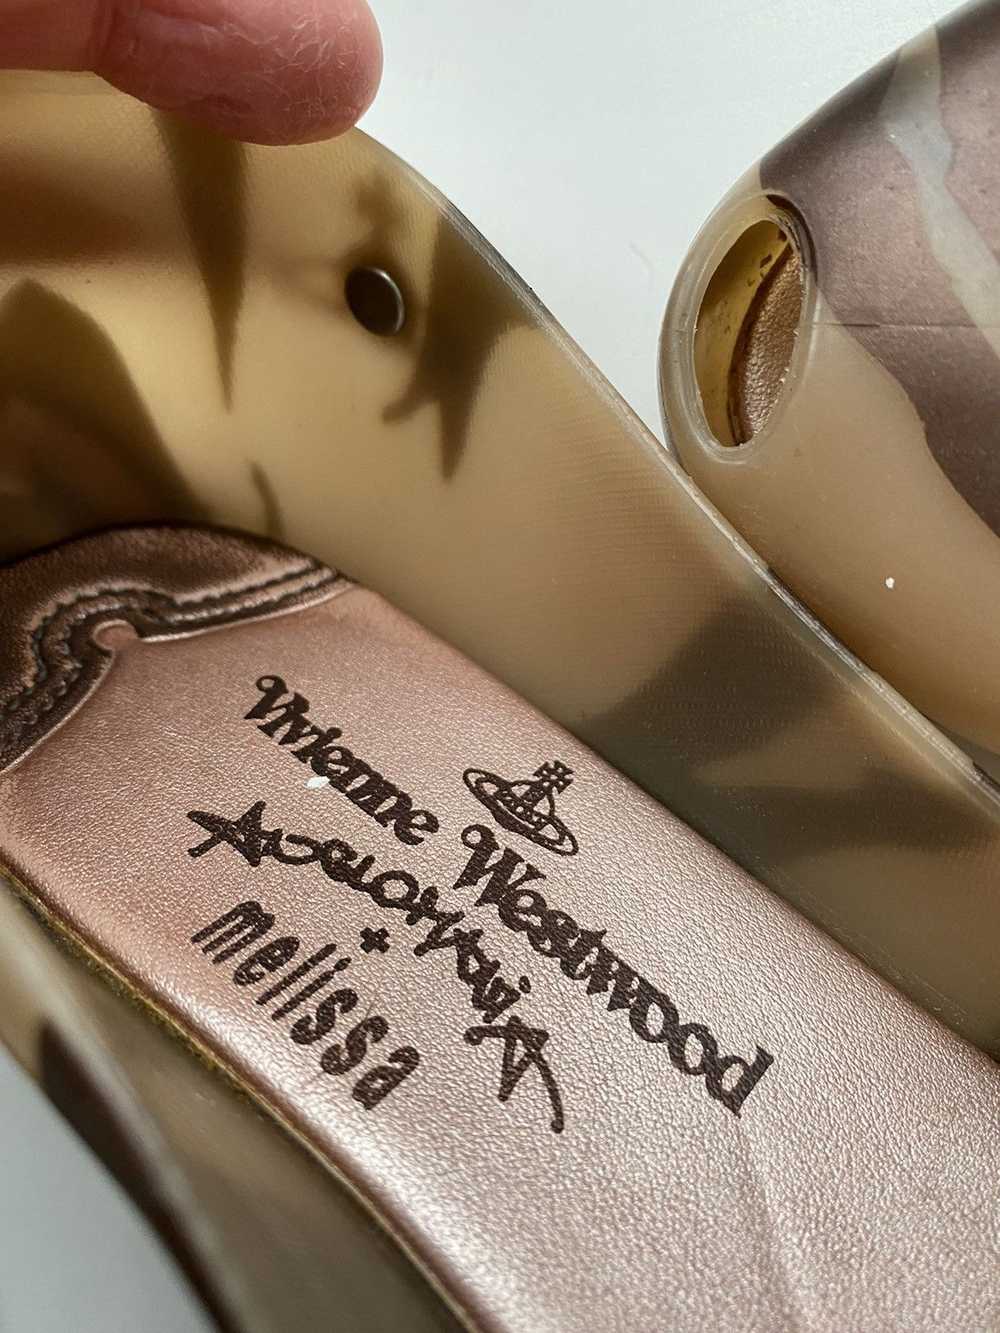 Vivienne Westwood
ANGLOMANIA
+
melissa